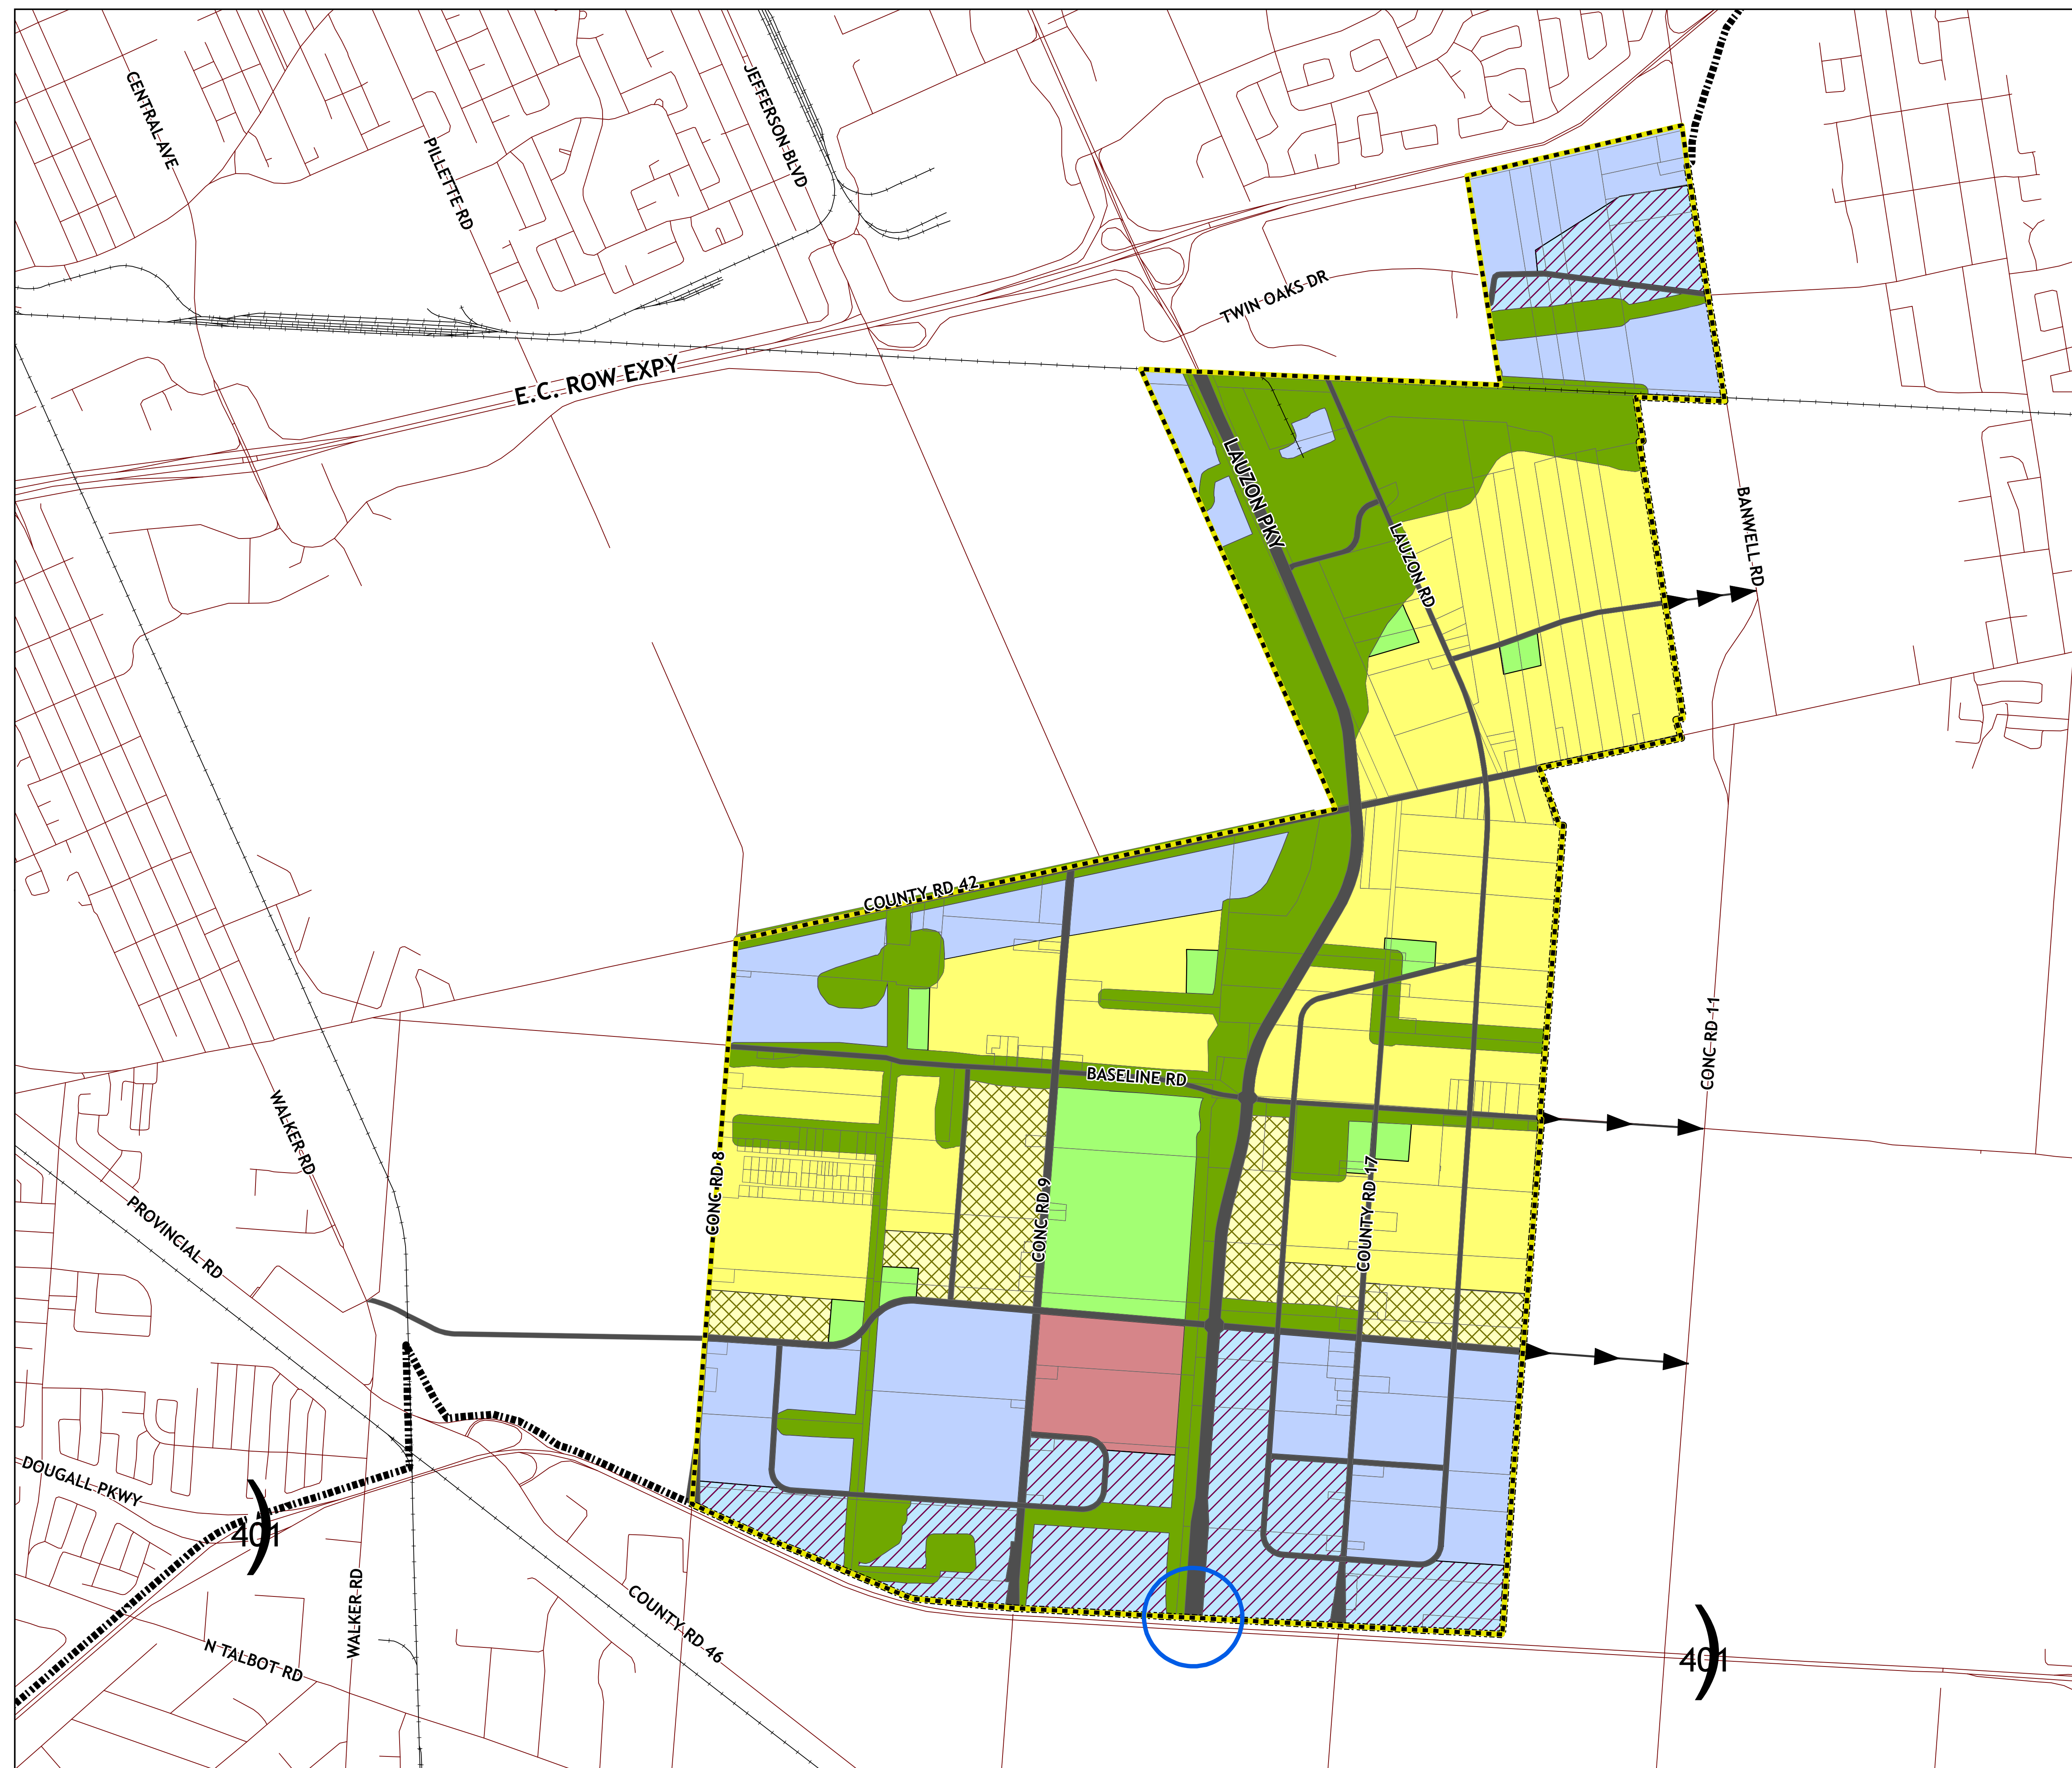 CENTRAL AVE
PILLETTE RD
JEFFERSON BLVD
TWIN OAKS DR
E.C. ROW EXPY
LAUZON PKY
LAUZON RD
BANWELL RD
COUNTY RD 42
CONC RD 11
BASELINE RD
WALKER RD
CONC RD 8
CONC RD 9
COUNTY RD 17
PROVINCIAL RD
DOUGALL PKWY
401
WALKER RD
N TALBOT RD
COUNTY RD 46
401